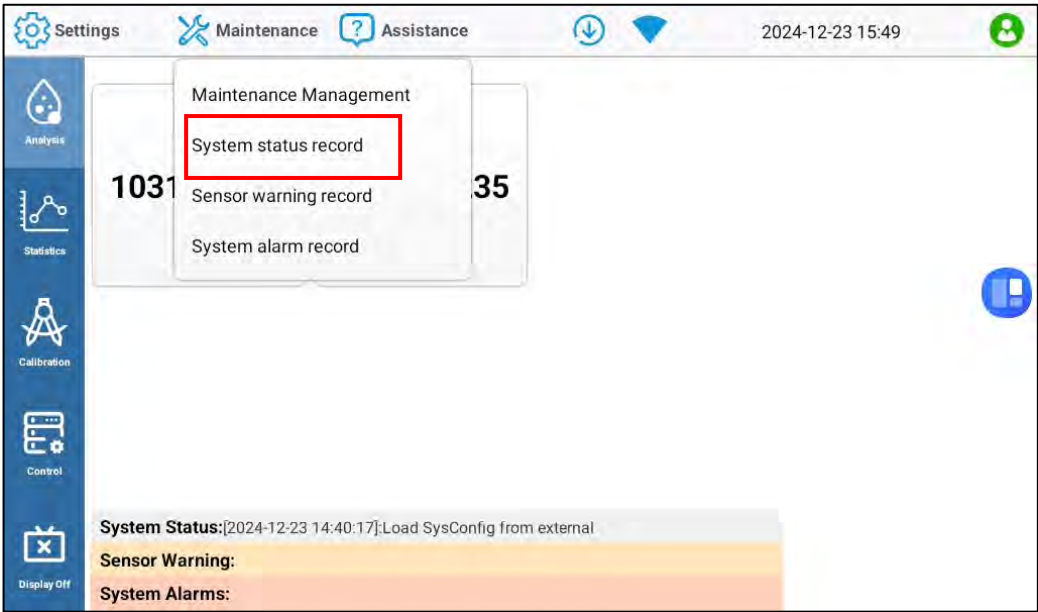 Settings Maintenance ? Assistance 2024-12-23 15:49
Maintenance Management
System status record
Sensor warning record
System alarm record
1031 .35
Analysis
Statistics
Calibration
Control
Display Off
System Status:[2024-12-23 14:40:17]:Load SysConfig from external
Sensor Warning:
System Alarms: